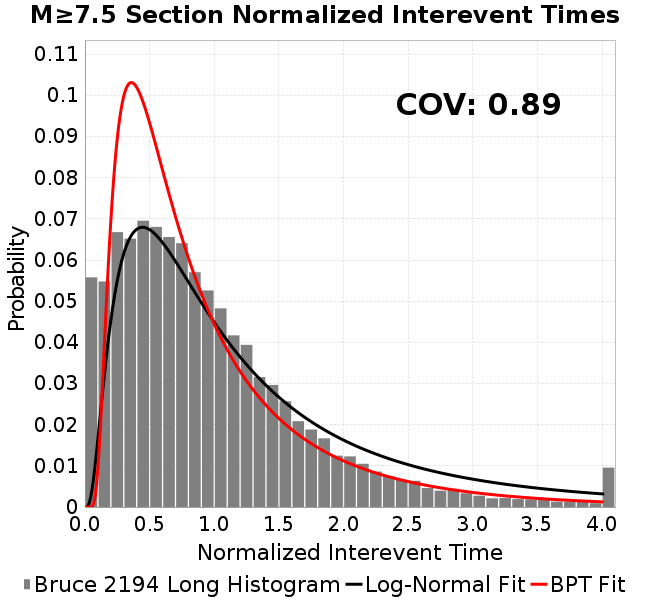 M≥7.5 Section Normalized Interevent Times
0.11
0.1
0.09
0.08
0.07
0.06
0.05
0.04
0.03
0.02
0.01
0
Probability
COV: 0.89
0.0 0.5 1.0 1.5 2.0 2.5 3.0 3.5 4.0
Normalized Interevent Time
Bruce 2194 Long Histogram Log-Normal Fit BPT Fit